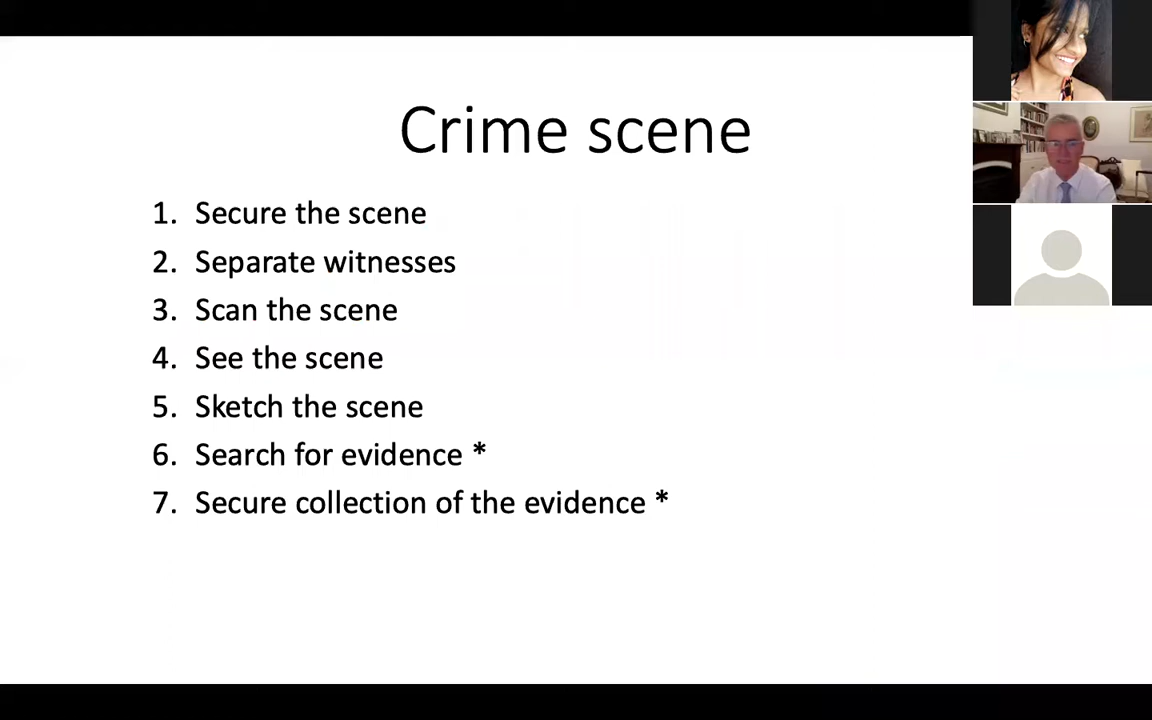 Crime scene
1. Secure the scene
2. Separate witnesses
3. Scan the scene
4. See the scene
5. Sketch the scene
6. Search for evidence *
7. Secure collection of the evidence *